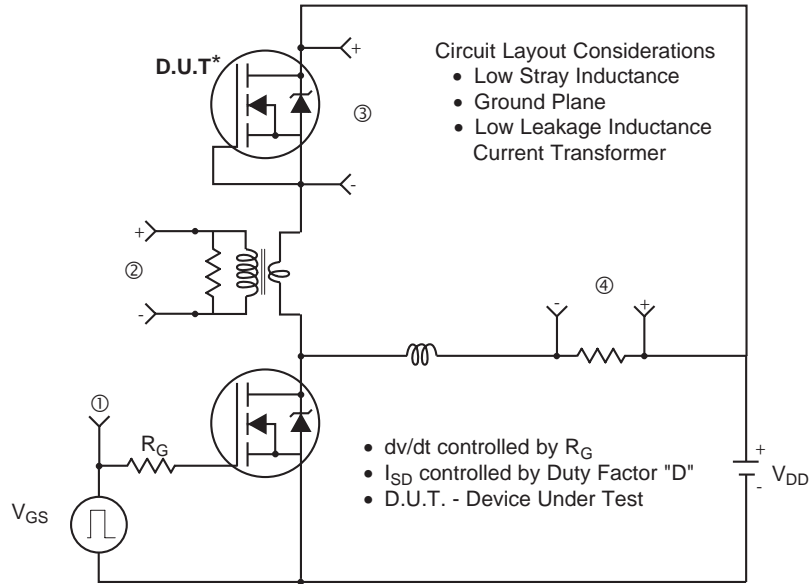 D.U.T*
+
-
③
Circuit Layout Considerations
• Low Stray Inductance
• Ground Plane
• Low Leakage Inductance
Current Transformer
+
②
-
④
-
+
①
R_G
V_GS
• dv/dt controlled by R_G
• I_SD controlled by Duty Factor "D"
• D.U.T. - Device Under Test
+
-
V_DD